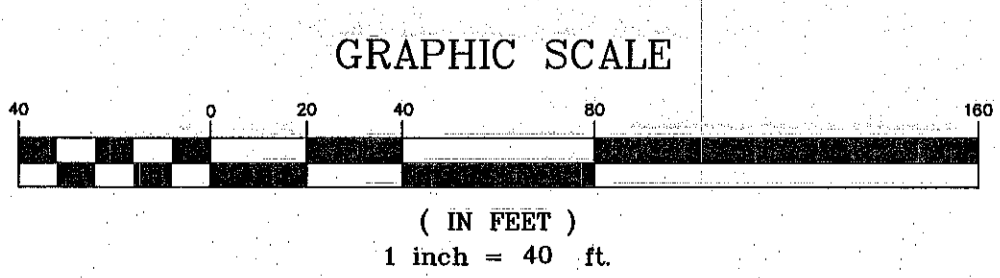 GRAPHIC SCALE
40 0 20 40 80 160
( IN FEET )
1 inch = 40 ft.